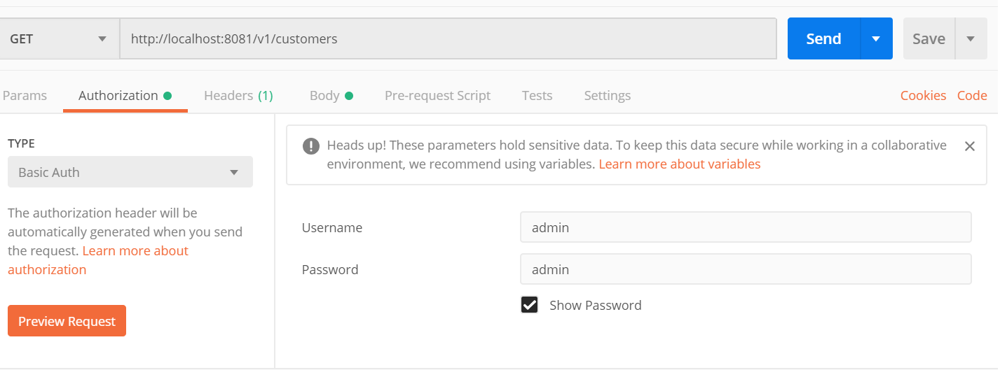 GET http://localhost:8081/v1/customers Send Save
Params Authorization Headers (1) Body Pre-request Script Tests Settings Cookies Code
TYPE
Basic Auth
The authorization header will be
automatically generated when you send
the request. Learn more about
authorization
Preview Request
Heads up! These parameters hold sensitive data. To keep this data secure while working in a collaborative
environment, we recommend using variables. Learn more about variables
Username admin
Password admin
Show Password